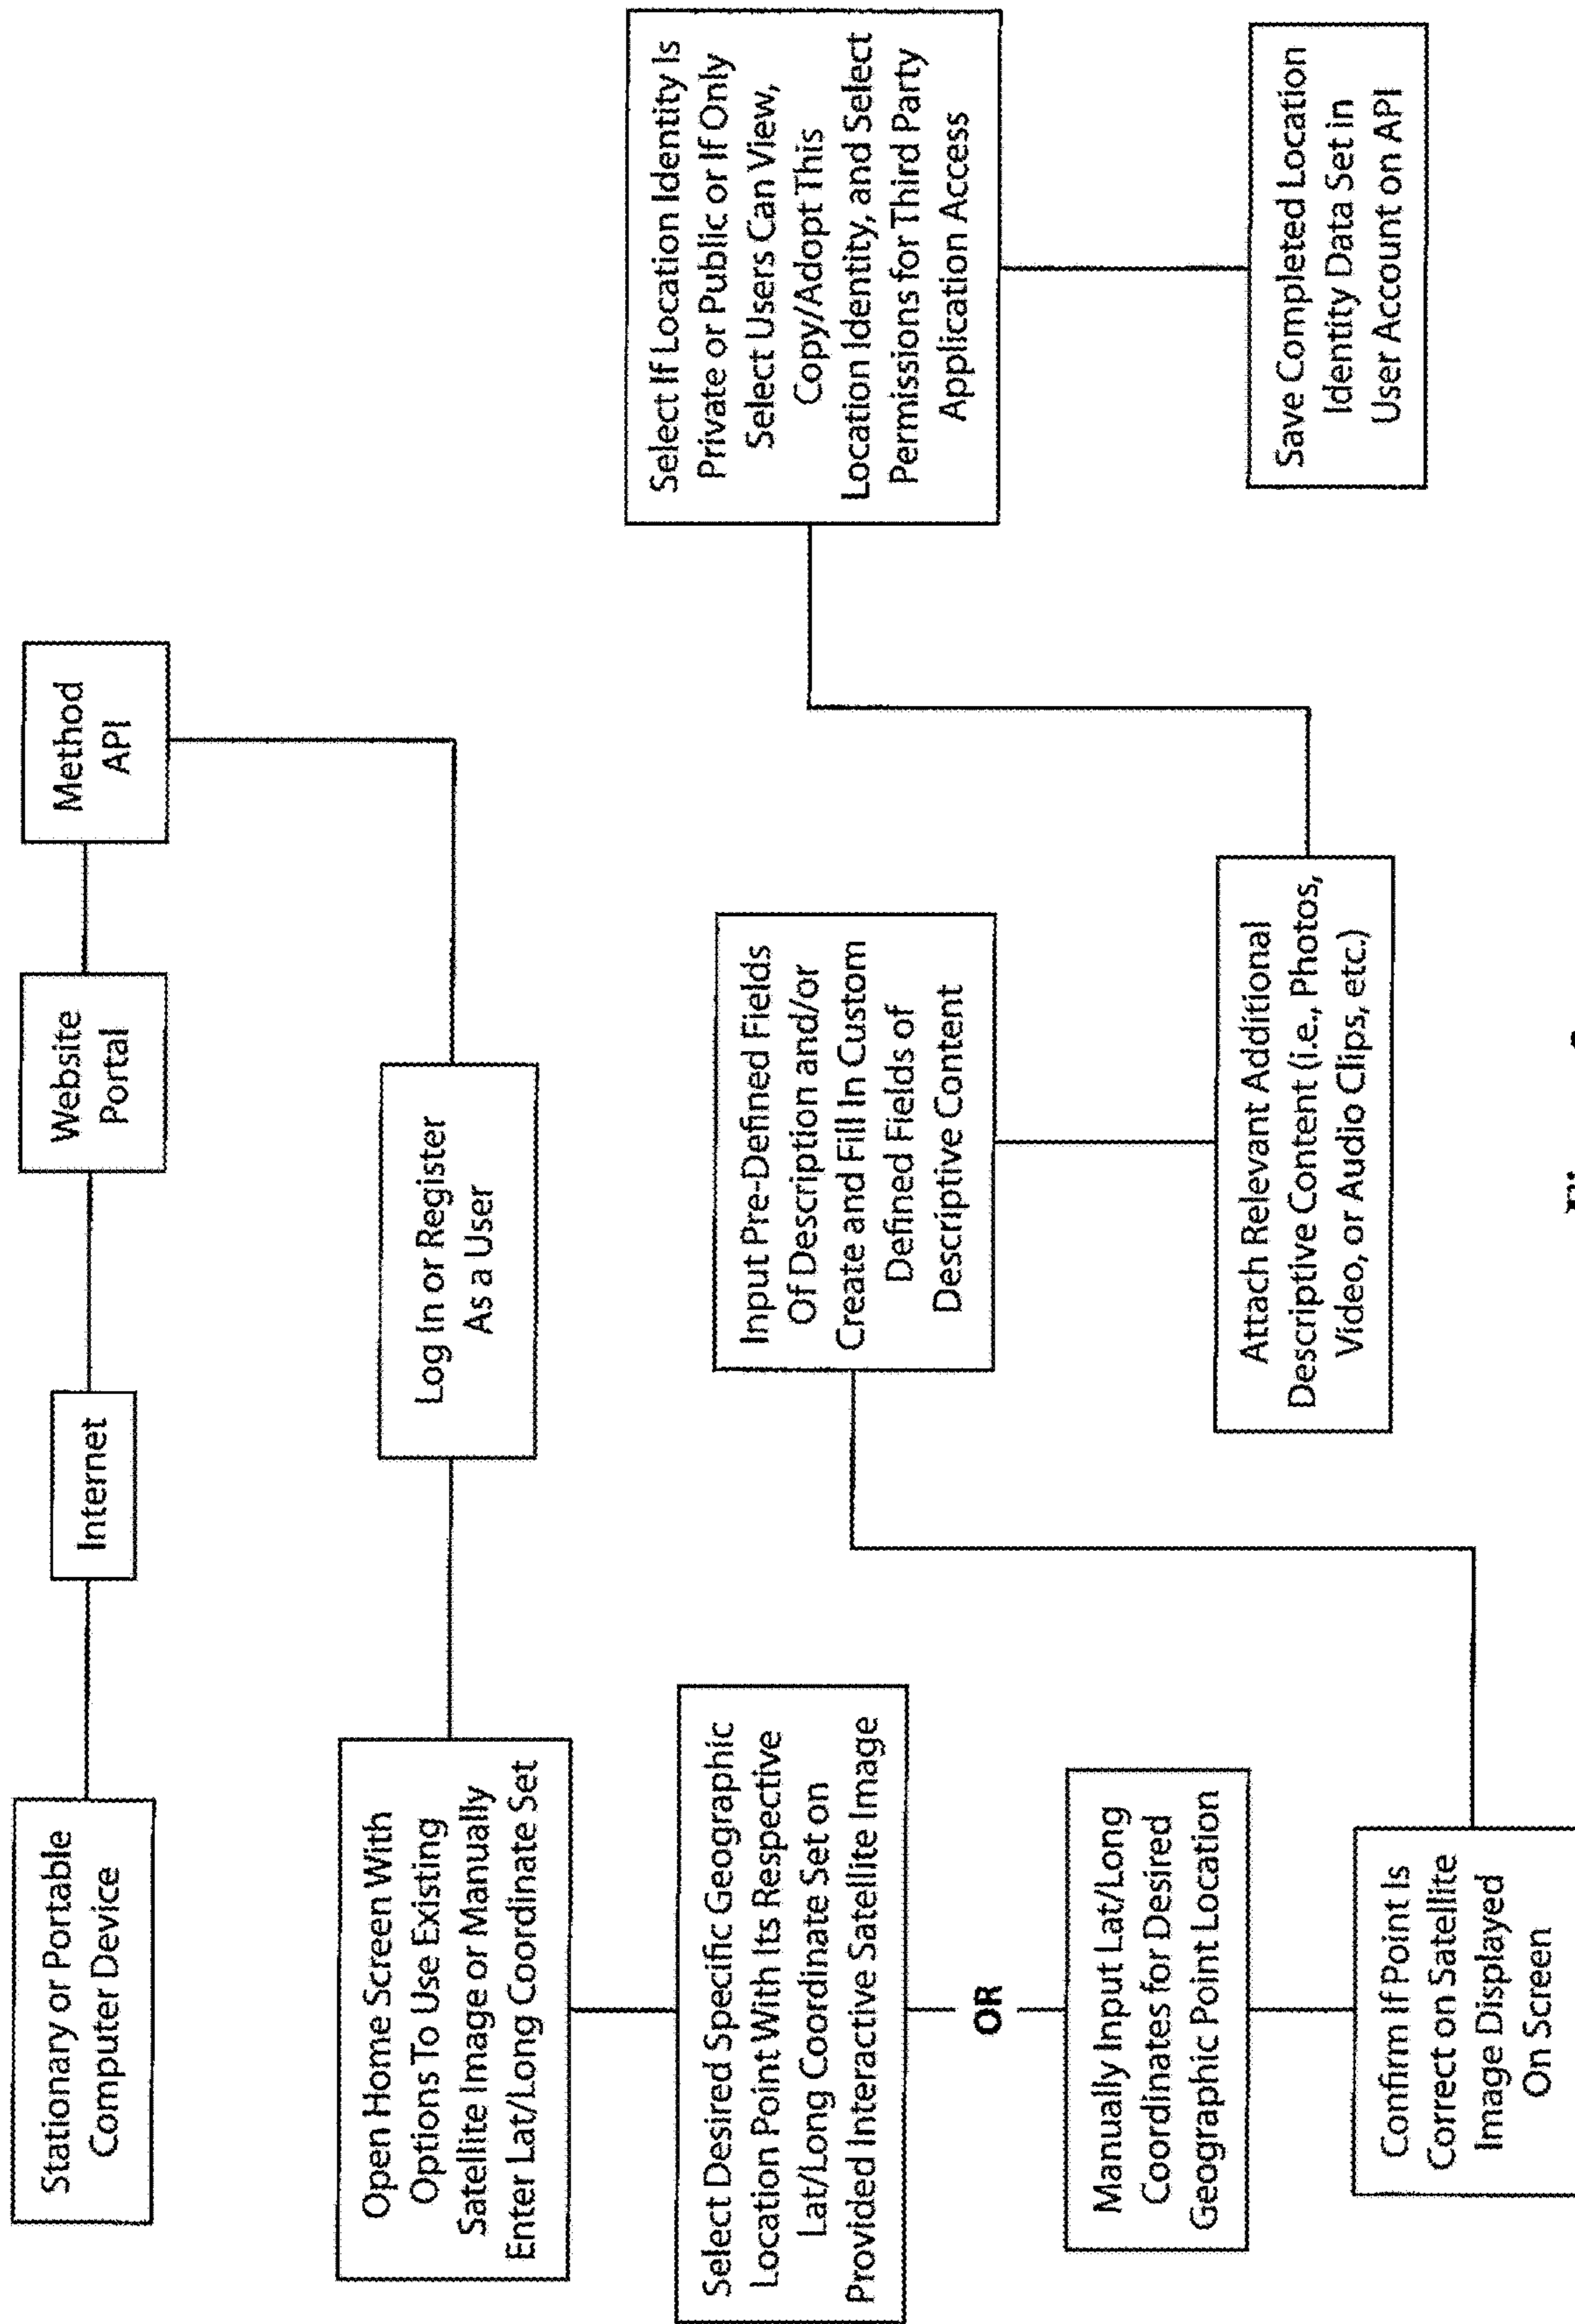 Stationary or Portable
Computer Device
Internet
Website
Portal
Method
API
Log In or Register
As a User
Open Home Screen With
Options To Use Existing
Satellite Image or Manually
Enter Lat/Long Coordinate Set
Select Desired Specific Geographic
Location Point With Its Respective
Lat/Long Coordinate Set on
Provided Interactive Satellite Image
OR
Manually Input Lat/Long
Coordinates for Desired
Geographic Point Location
Confirm If Point Is
Correct on Satellite
Image Displayed
On Screen
Input Pre-Defined Fields
Of Description and/or
Create and Fill In Custom
Defined Fields of
Descriptive Content
Attach Relevant Additional
Descriptive Content (i.e., Photos,
Video, or Audio Clips, etc.)
Select If Location Identity Is
Private or Public or If Only
Select Users Can View,
Copy/Adopt This
Location Identity, and Select
Permissions for Third Party
Application Access
Save Completed Location
Identity Data Set in
User Account on API